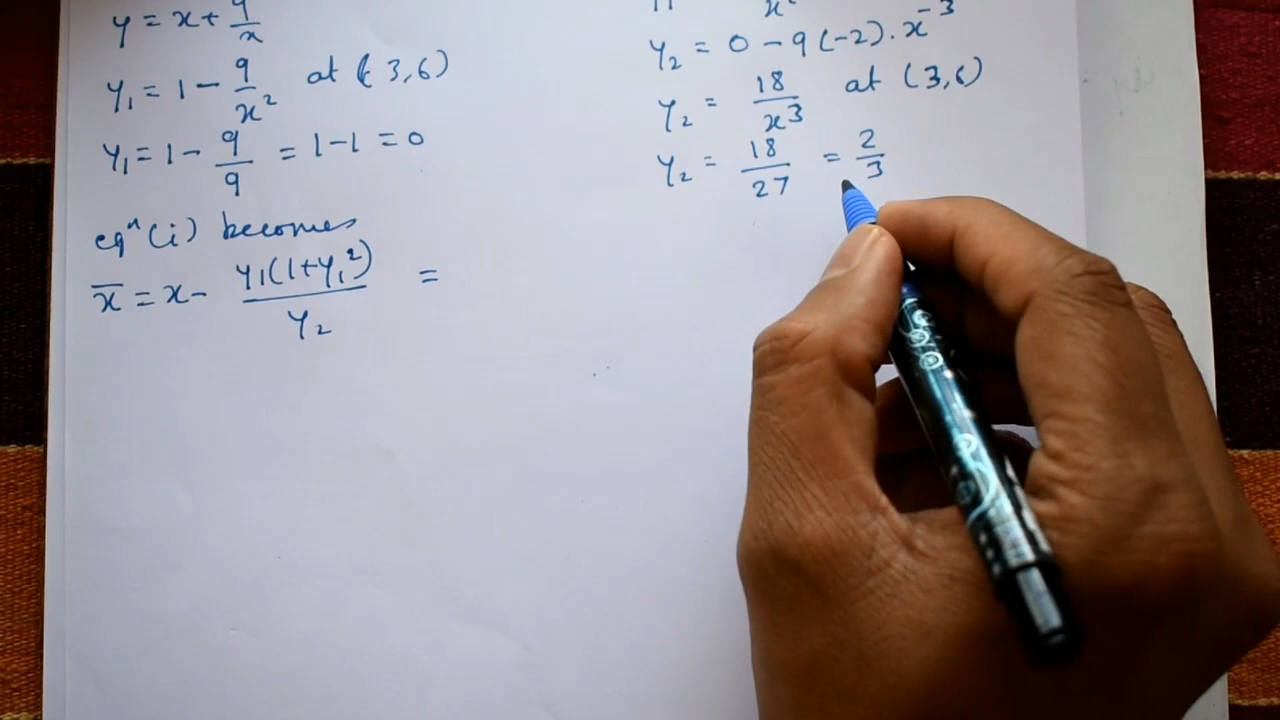 y = x + 9/x
y₁ = 1 - 9/x² at (3,6)
y₁ = 1 - 9/9 = 1-1 = 0
eqⁿ(i) becomes
x̄ = x - y₁(1+y₁²)/y₂ =
y₂ = 0 - 9(-2).x⁻³
y₂ = 18/x³ at (3,6)
y₂ = 18/27 = 2/3